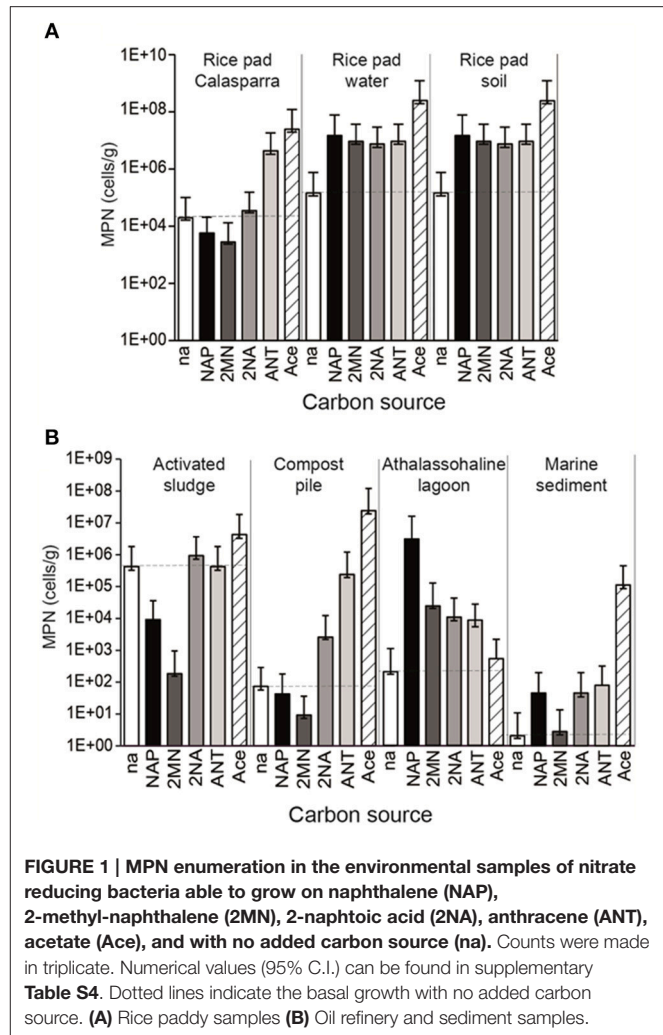 A
Rice pad Calasparra
Rice pad water
Rice pad soil
MPN (cells/g)
1E+10
1E+08
1E+06
1E+04
1E+02
1E+00
na NAP 2MN 2NA ANT Ace na NAP 2MN 2NA ANT Ace na NAP 2MN 2NA ANT Ace
Carbon source
B
Activated sludge
Compost pile
Athalassohaline lagoon
Marine sediment
MPN (cells/g)
1E+09
1E+08
1E+07
1E+06
1E+05
1E+04
1E+03
1E+02
1E+01
1E+00
na NAP 2MN 2NA ANT Ace na NAP 2MN 2NA ANT Ace na NAP 2MN 2NA ANT Ace na NAP 2MN 2NA ANT Ace
Carbon source
FIGURE 1 | MPN enumeration in the environmental samples of nitrate
reducing bacteria able to grow on naphthalene (NAP),
2-methyl-naphthalene (2MN), 2-naphtoic acid (2NA), anthracene (ANT),
acetate (Ace), and with no added carbon source (na). Counts were made
in triplicate. Numerical values (95% C.I.) can be found in supplementary
Table S4. Dotted lines indicate the basal growth with no added carbon
source. (A) Rice paddy samples (B) Oil refinery and sediment samples.